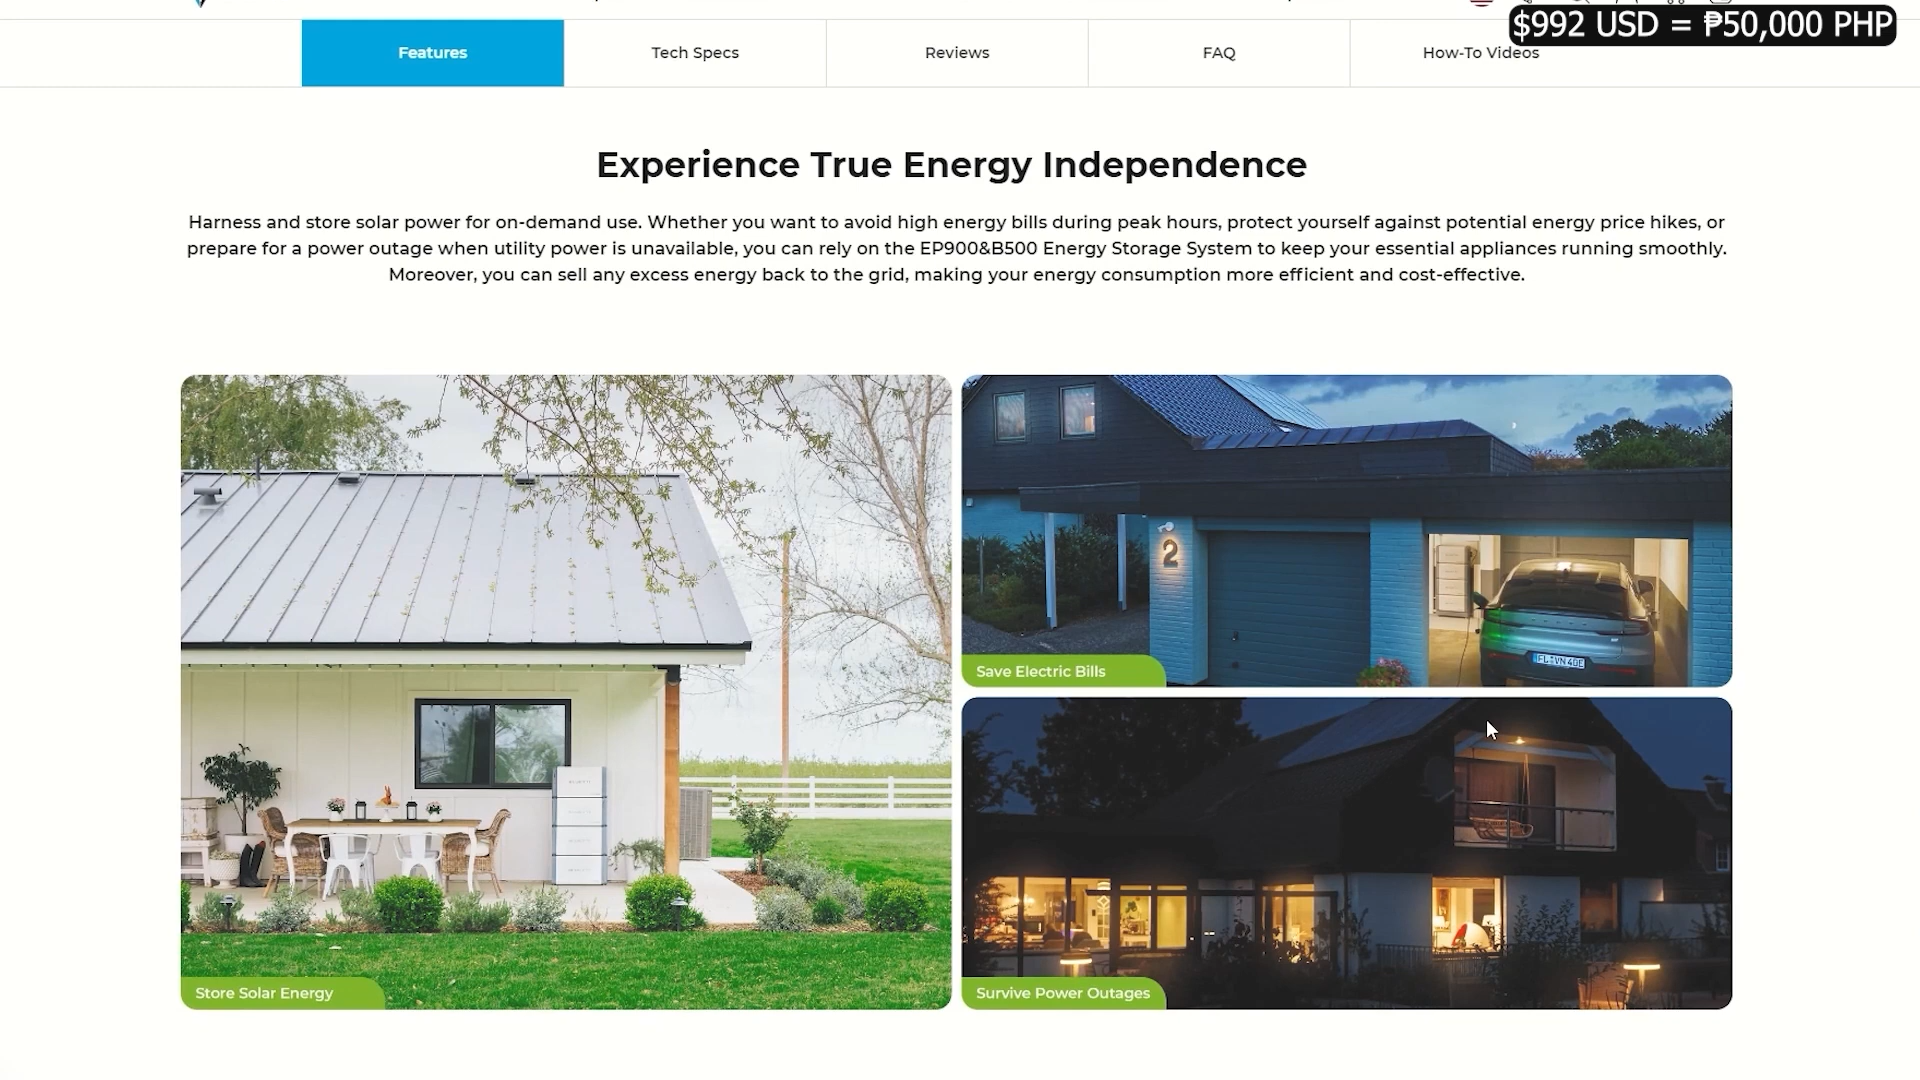 $992 USD = ₱50,000 PHP
Features
Tech Specs
Reviews
FAQ
How-To Videos
Experience True Energy Independence
Harness and store solar power for on-demand use. Whether you want to avoid high energy bills during peak hours, protect yourself against potential energy price hikes, or
prepare for a power outage when utility power is unavailable, you can rely on the EP900&B500 Energy Storage System to keep your essential appliances running smoothly.
Moreover, you can sell any excess energy back to the grid, making your energy consumption more efficient and cost-effective.
2
FL·VN 40E
Save Electric Bills
Store Solar Energy
Survive Power Outages